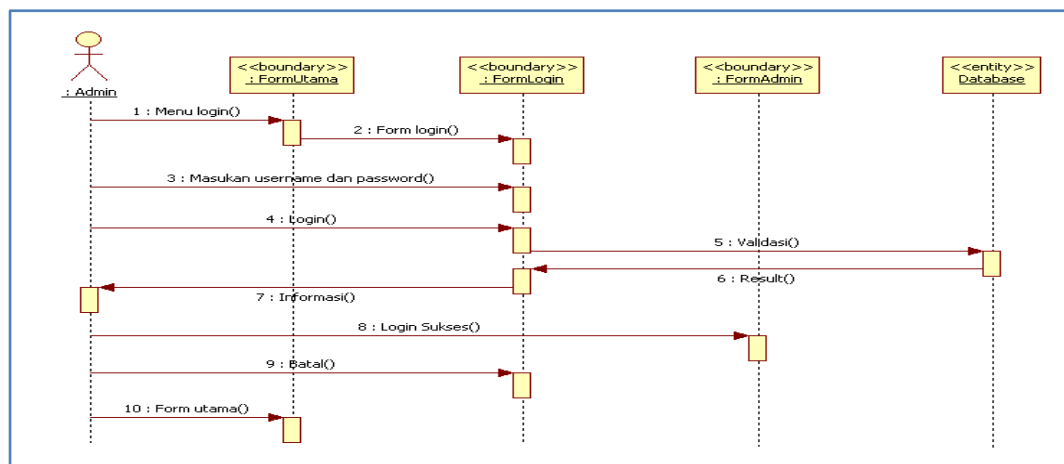 <<boundary>>
: FormUtama
<<boundary>>
: FormLogin
<<boundary>>
: FormAdmin
<<entity>>
Database
: Admin
1 : Menu login()
2 : Form login()
3 : Masukan username dan password()
4 : Login()
5 : Validasi()
6 : Result()
7 : Informasi()
8 : Login Sukses()
9 : Batal()
10 : Form utama()